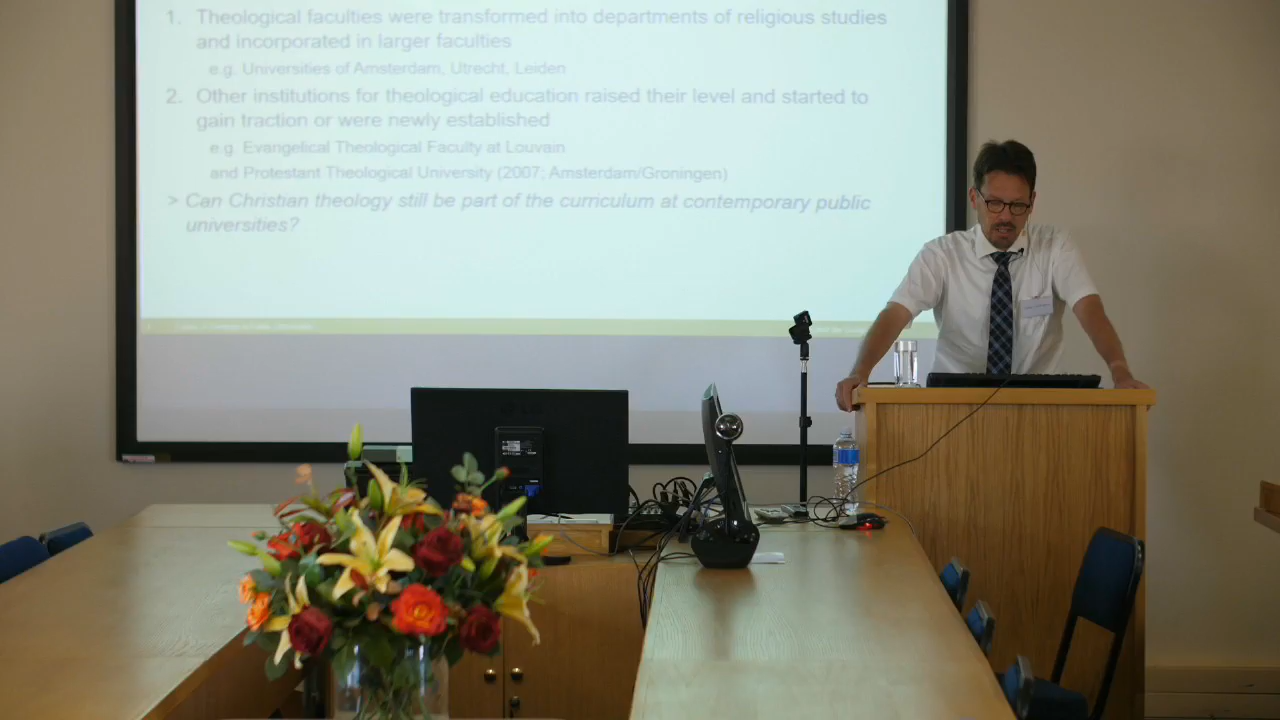 1. Theological faculties were transformed into departments of religious studies
and incorporated in larger faculties
e.g. Universities of Amsterdam, Utrecht, Leiden
2. Other institutions for theological education raised their level and started to
gain traction or were newly established
e.g. Evangelical Theological Faculty at Louvain
and Protestant Theological University (2007; Amsterdam/Groningen)
> Can Christian theology still be part of the curriculum at contemporary public
universities?